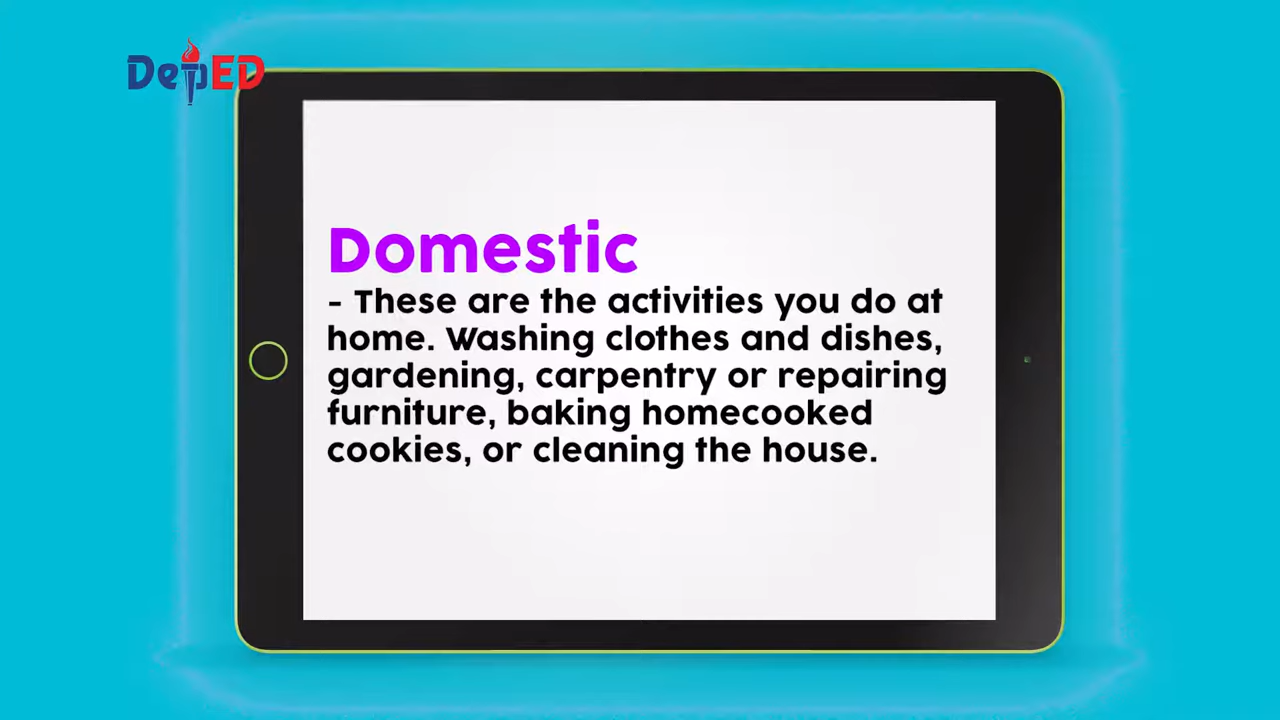 DepED
Domestic
- These are the activities you do at
home. Washing clothes and dishes,
gardening, carpentry or repairing
furniture, baking homecooked
cookies, or cleaning the house.